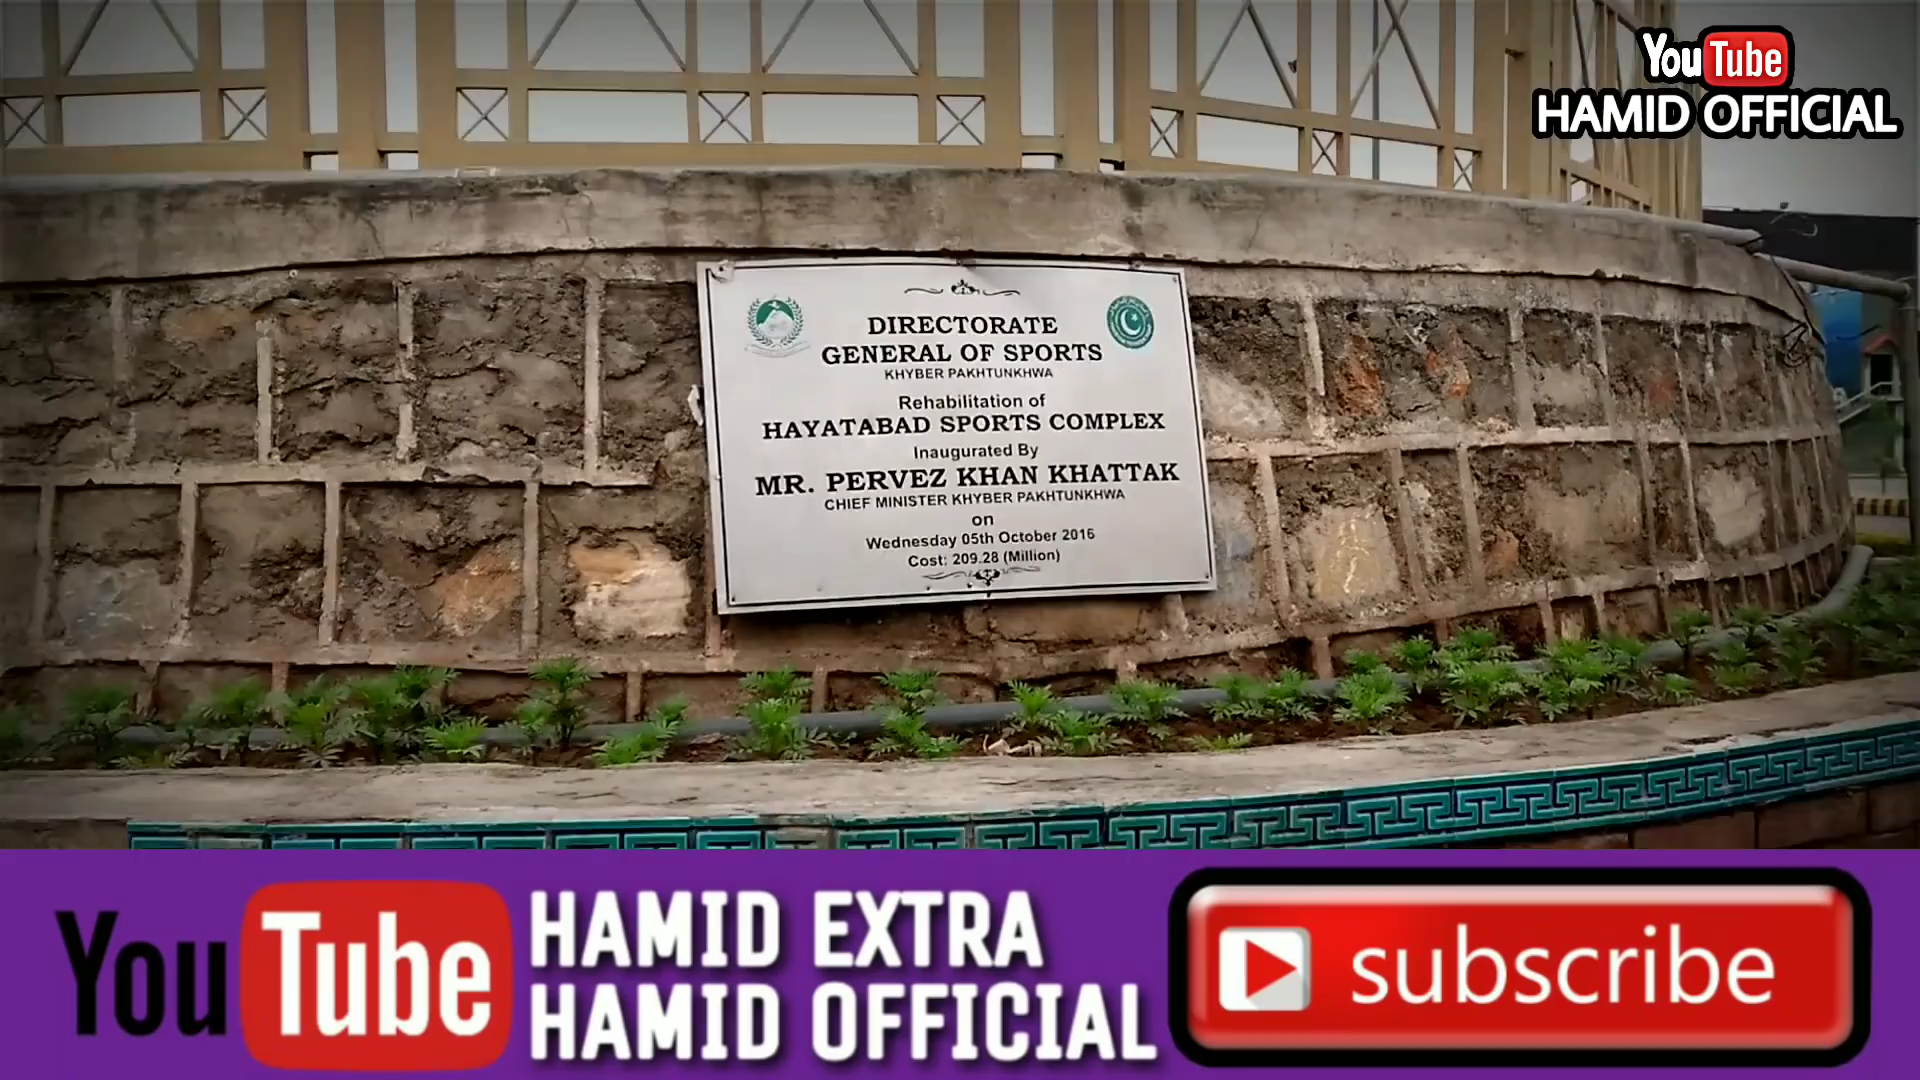 YouTube
HAMID OFFICIAL
DIRECTORATE
GENERAL OF SPORTS
KHYBER PAKHTUNKHWA
Rehabilitation of
HAYATABAD SPORTS COMPLEX
Inaugurated By
MR. PERVEZ KHAN KHATTAK
CHIEF MINISTER KHYBER PAKHTUNKHWA
on
Wednesday 05th October 2016
Cost: 209.28 (Million)
YouTube
HAMID EXTRA
HAMID OFFICIAL
subscribe